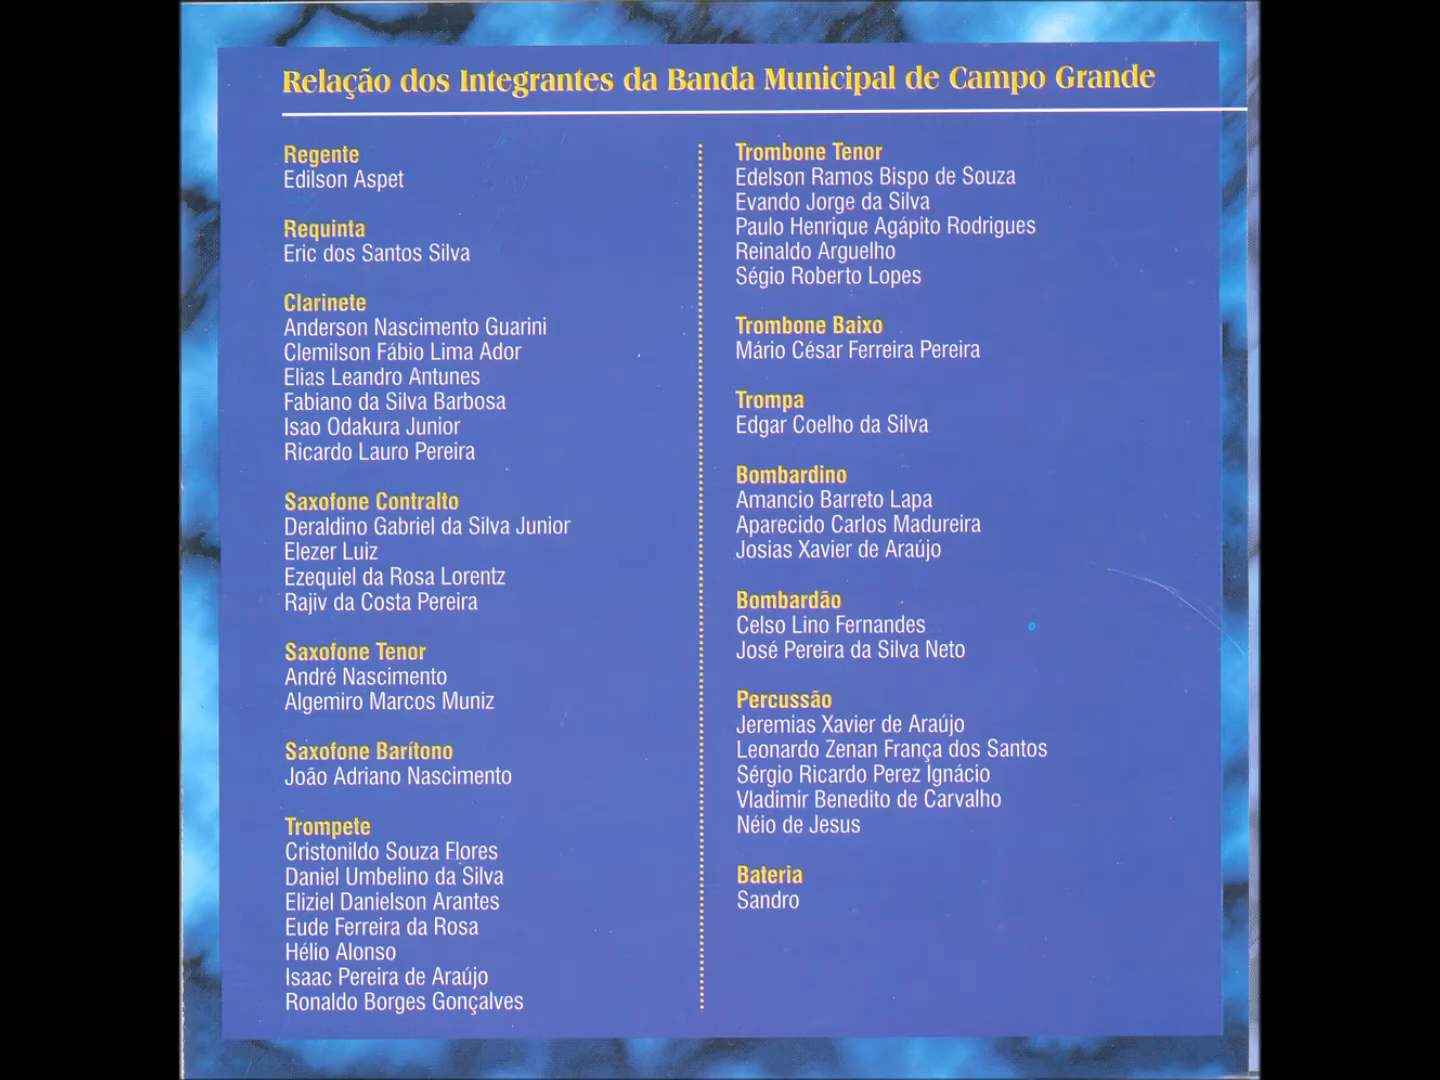 Relação dos Integrantes da Banda Municipal de Campo Grande
Regente
Edilson Aspet
Requinta
Eric dos Santos Silva
Clarinete
Anderson Nascimento Guarini
Clemilson Fábio Lima Ador
Elias Leandro Antunes
Fabiano da Silva Barbosa
Isao Odakura Junior
Ricardo Lauro Pereira
Saxofone Contralto
Deraldino Gabriel da Silva Junior
Elezer Luiz
Ezequiel da Rosa Lorentz
Rajiv da Costa Pereira
Saxofone Tenor
André Nascimento
Algemiro Marcos Muniz
Saxofone Barítono
João Adriano Nascimento
Trompete
Cristonildo Souza Flores
Daniel Umbelino da Silva
Eliziel Danielson Arantes
Eude Ferreira da Rosa
Hélio Alonso
Isaac Pereira de Araújo
Ronaldo Borges Gonçalves
Trombone Tenor
Edelson Ramos Bispo de Souza
Evando Jorge da Silva
Paulo Henrique Agápito Rodrigues
Reinaldo Arguelho
Ségio Roberto Lopes
Trombone Baixo
Mário César Ferreira Pereira
Trompa
Edgar Coelho da Silva
Bombardino
Amancio Barreto Lapa
Aparecido Carlos Madureira
Josias Xavier de Araújo
Bombardão
Celso Lino Fernandes
José Pereira da Silva Neto
Percussão
Jeremias Xavier de Araújo
Leonardo Zenan França dos Santos
Sérgio Ricardo Perez Ignácio
Vladimir Benedito de Carvalho
Néio de Jesus
Bateria
Sandro